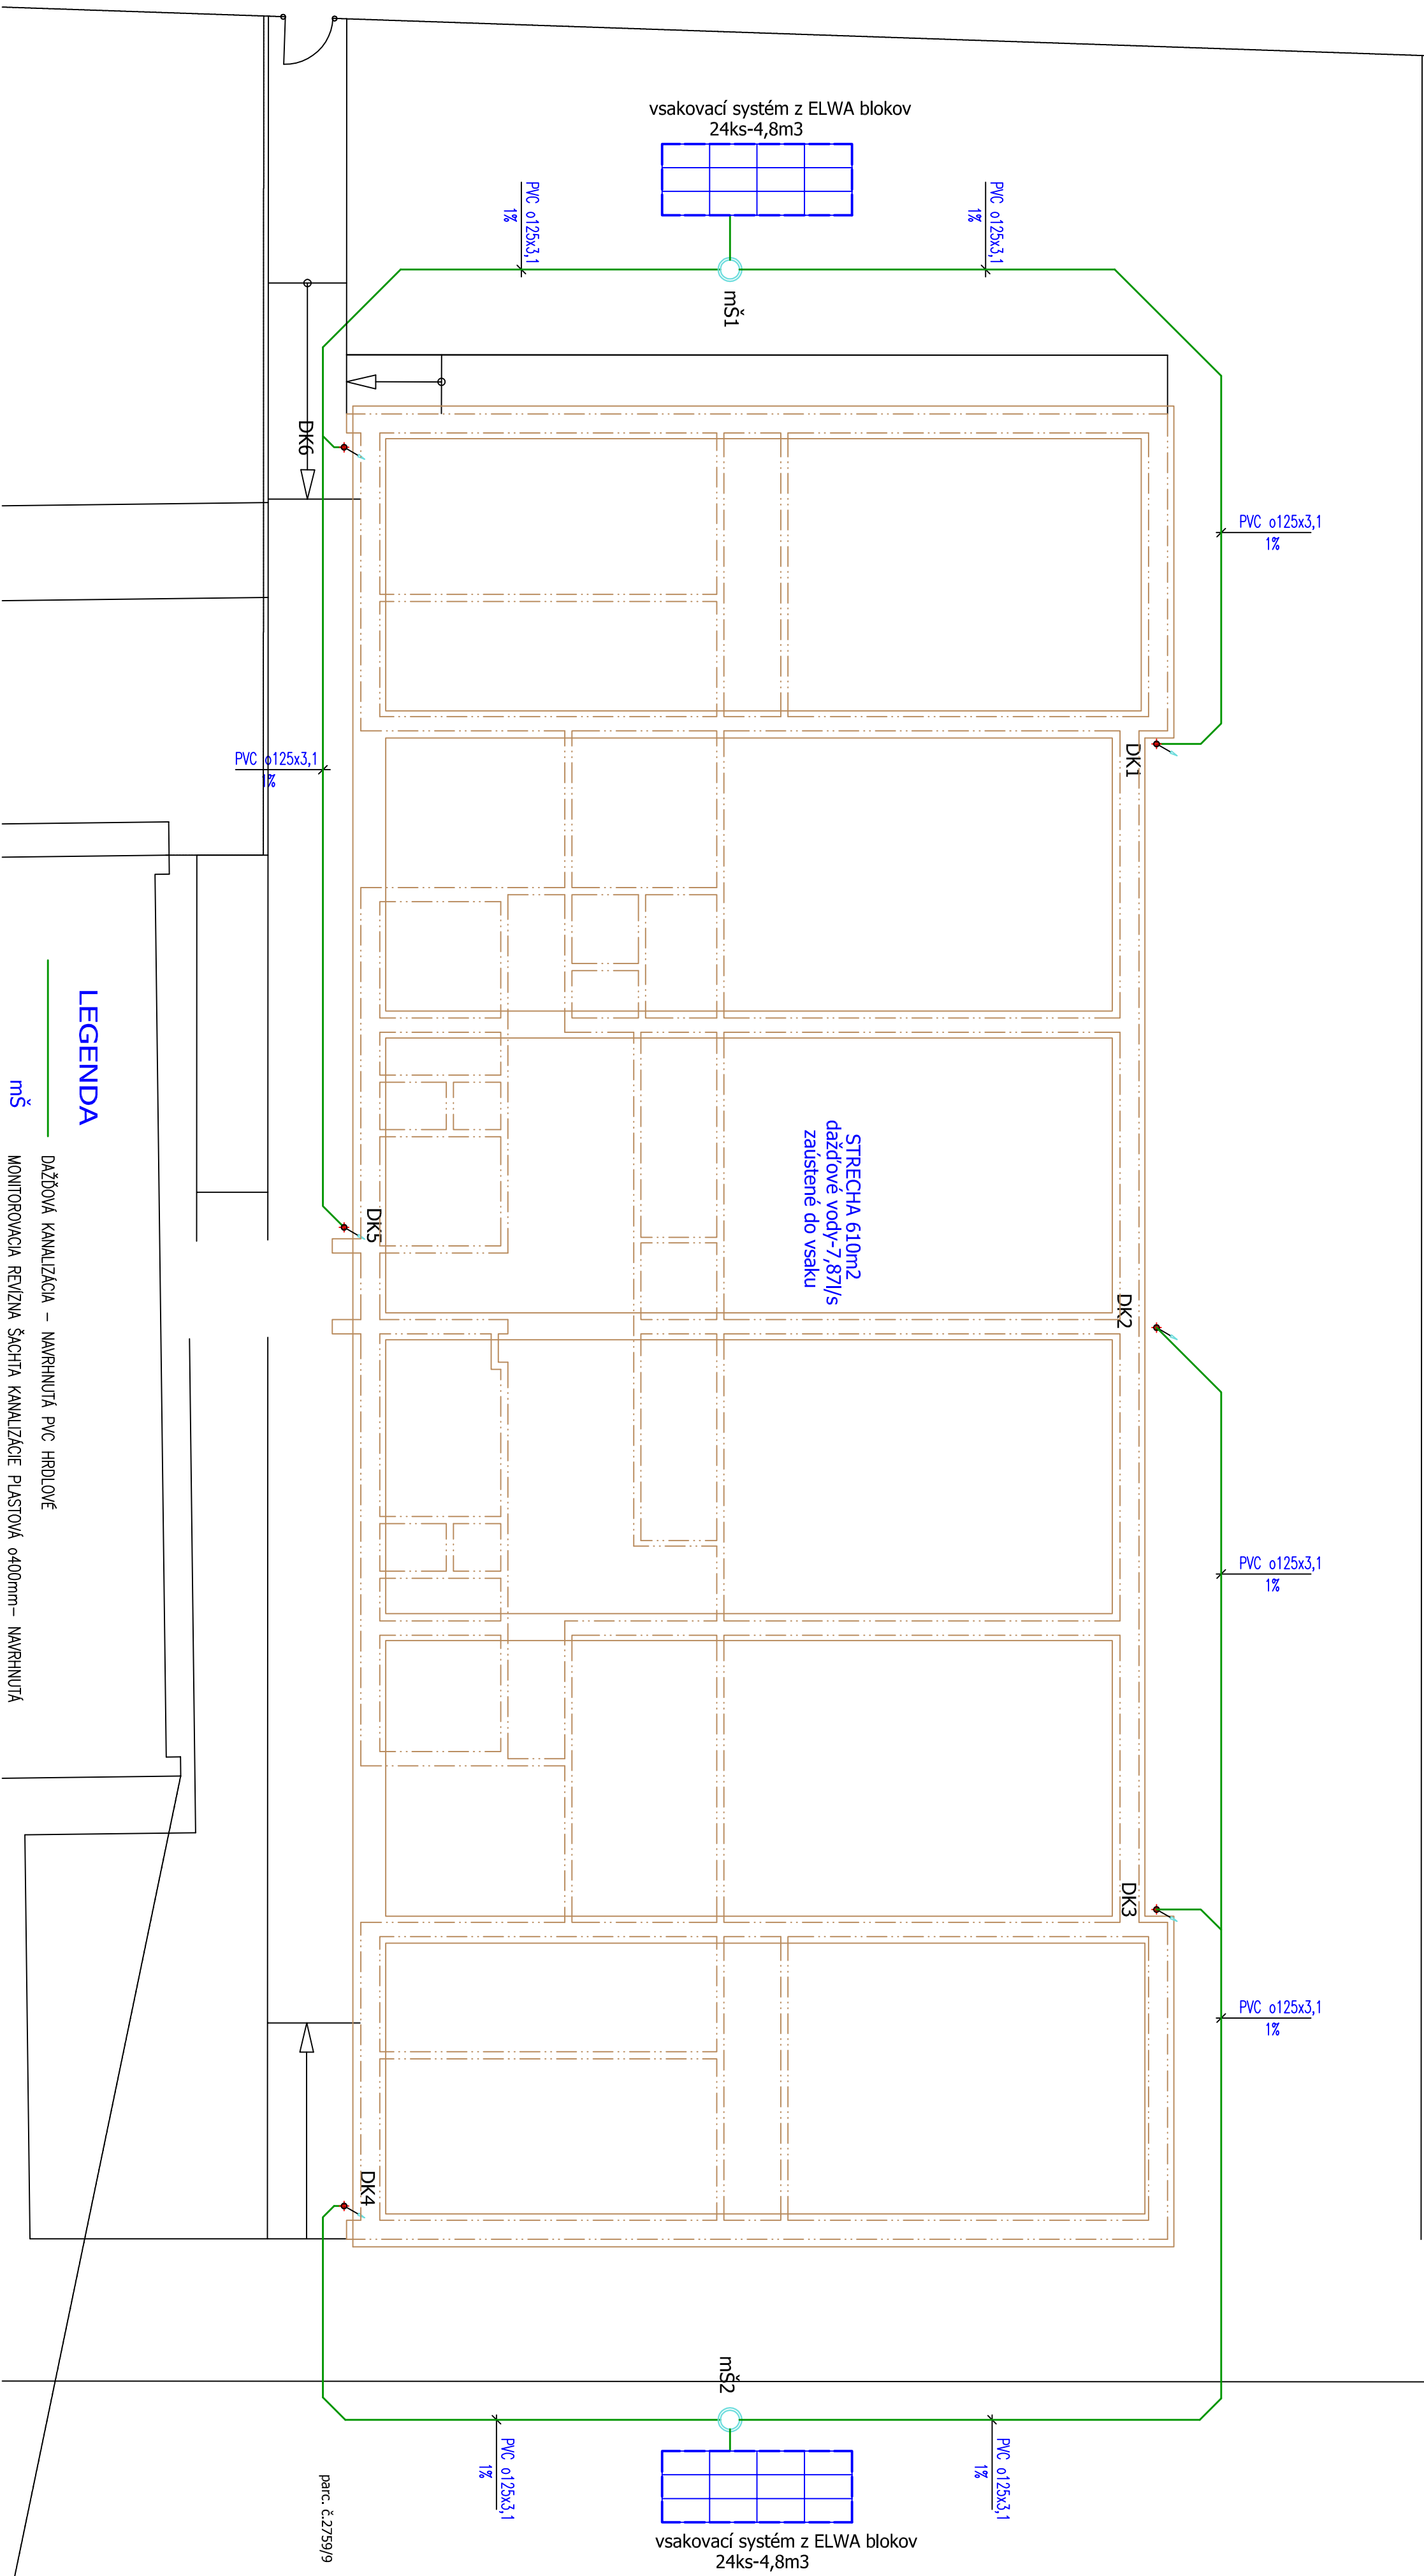 vsakovací systém z ELWA blokov
24ks-4,8m3
PVC o125x3,1
1%
PVC o125x3,1
1%
mŠ1
DK6
PVC o125x3,1
1%
DK1
PVC o125x3,1
1%
LEGENDA
DAŽĎOVÁ KANALIZÁCIA - NAVRHNUTÁ PVC HRDLOVÉ
mŠ
MONITOROVACIA REVÍZNA ŠACHTA KANALIZÁCIE PLASTOVÁ o400mm- NAVRHNUTÁ
STRECHA 610m2
dažďové vody-7,87l/s
zaústené do vsaku
DK5
DK2
PVC o125x3,1
1%
DK3
PVC o125x3,1
1%
DK4
mŠ2
PVC o125x3,1
1%
PVC o125x3,1
1%
parc. č.2759/9
vsakovací systém z ELWA blokov
24ks-4,8m3